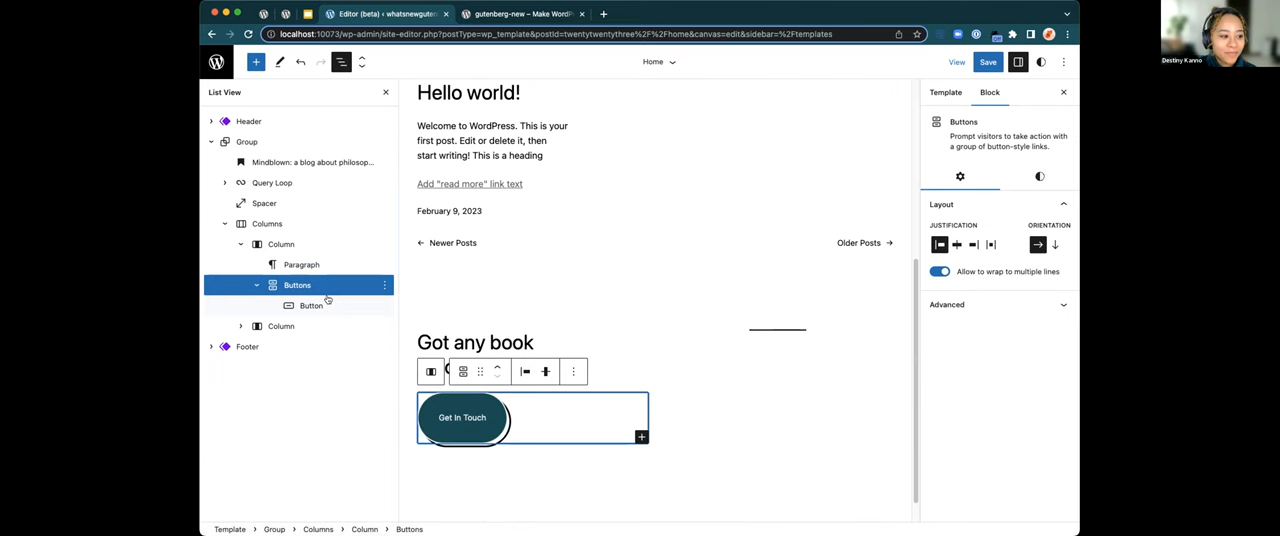 Editor (beta) ‹ whatsnewguten
gutenberg-new – Make WordP
localhost:10073/wp-admin/site-editor.php?postType=wp_template&postId=twentytwentythree%2F%2Fhome&canvas=edit&sidebar=%2Ftemplates
Off
Destiny Kanno
Home
View
Save
List View
Header
Group
Mindblown: a blog about philosop...
Query Loop
Spacer
Columns
Column
Paragraph
Buttons
Button
Column
Footer
Hello world!
Welcome to WordPress. This is your
first post. Edit or delete it, then
start writing! This is a heading
Add "read more" link text
February 9, 2023
← Newer Posts
Older Posts →
Got any book
Get In Touch
Template
Block
Buttons
Prompt visitors to take action with
a group of button-style links.
Layout
JUSTIFICATION
ORIENTATION
Allow to wrap to multiple lines
Advanced
Template > Group > Columns > Column > Buttons